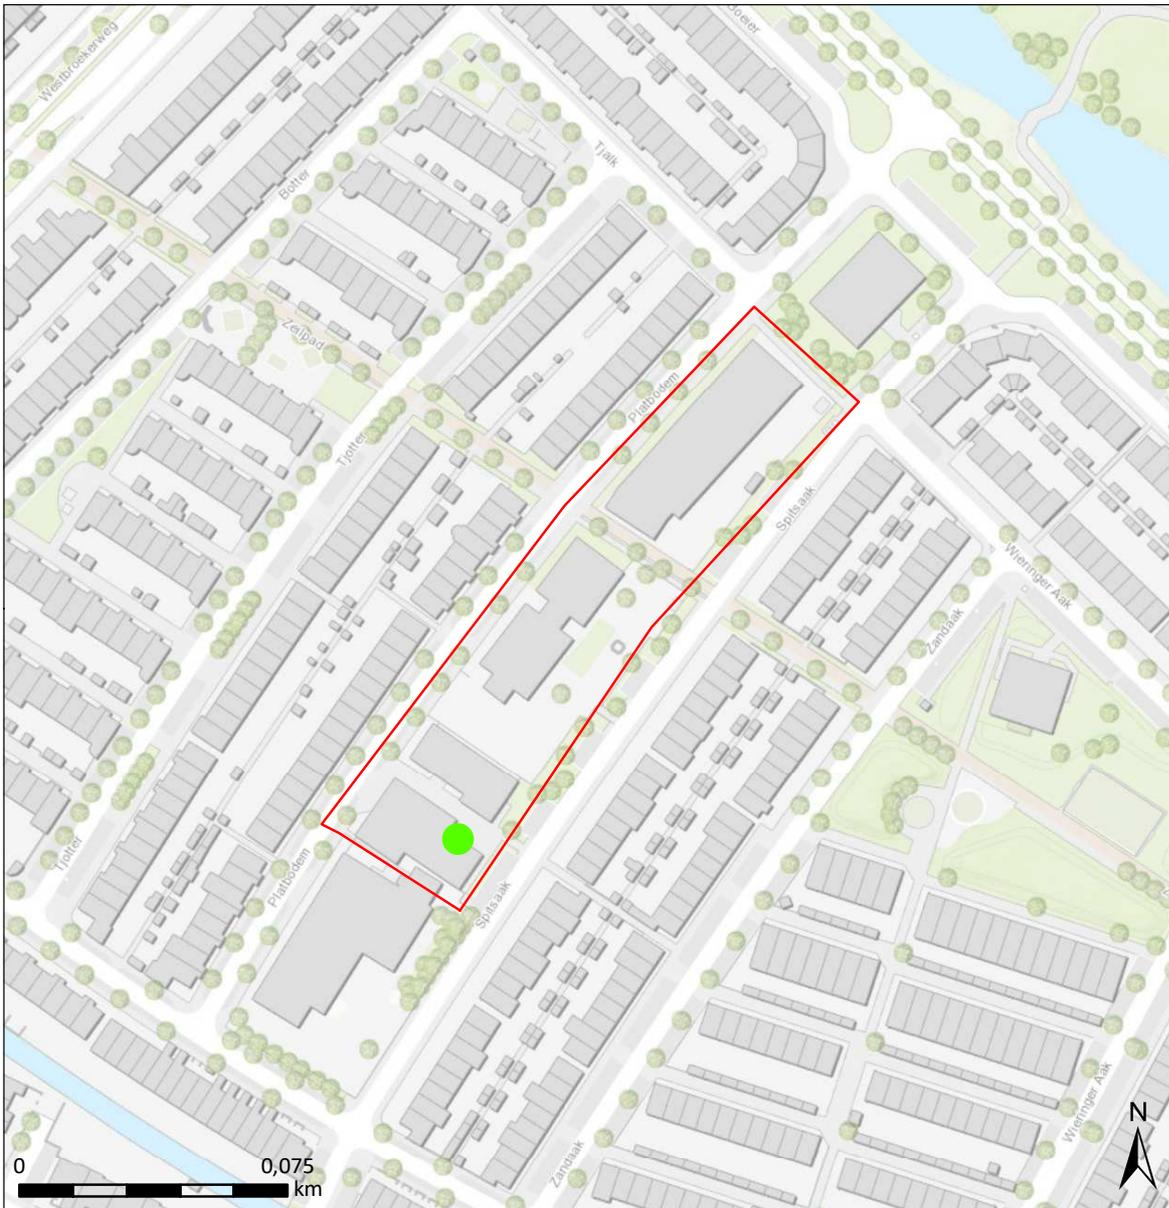 Westbroekerweg
Boeier
Tjalk
Botter
Zeilpad
Platbodem
Tjotter
Spitsaak
Wieringer Aak
Zandaak
Tjotter
Platbodem
Spitsaak
Wieringer Aak
Zandaak
N
0
0,075
km